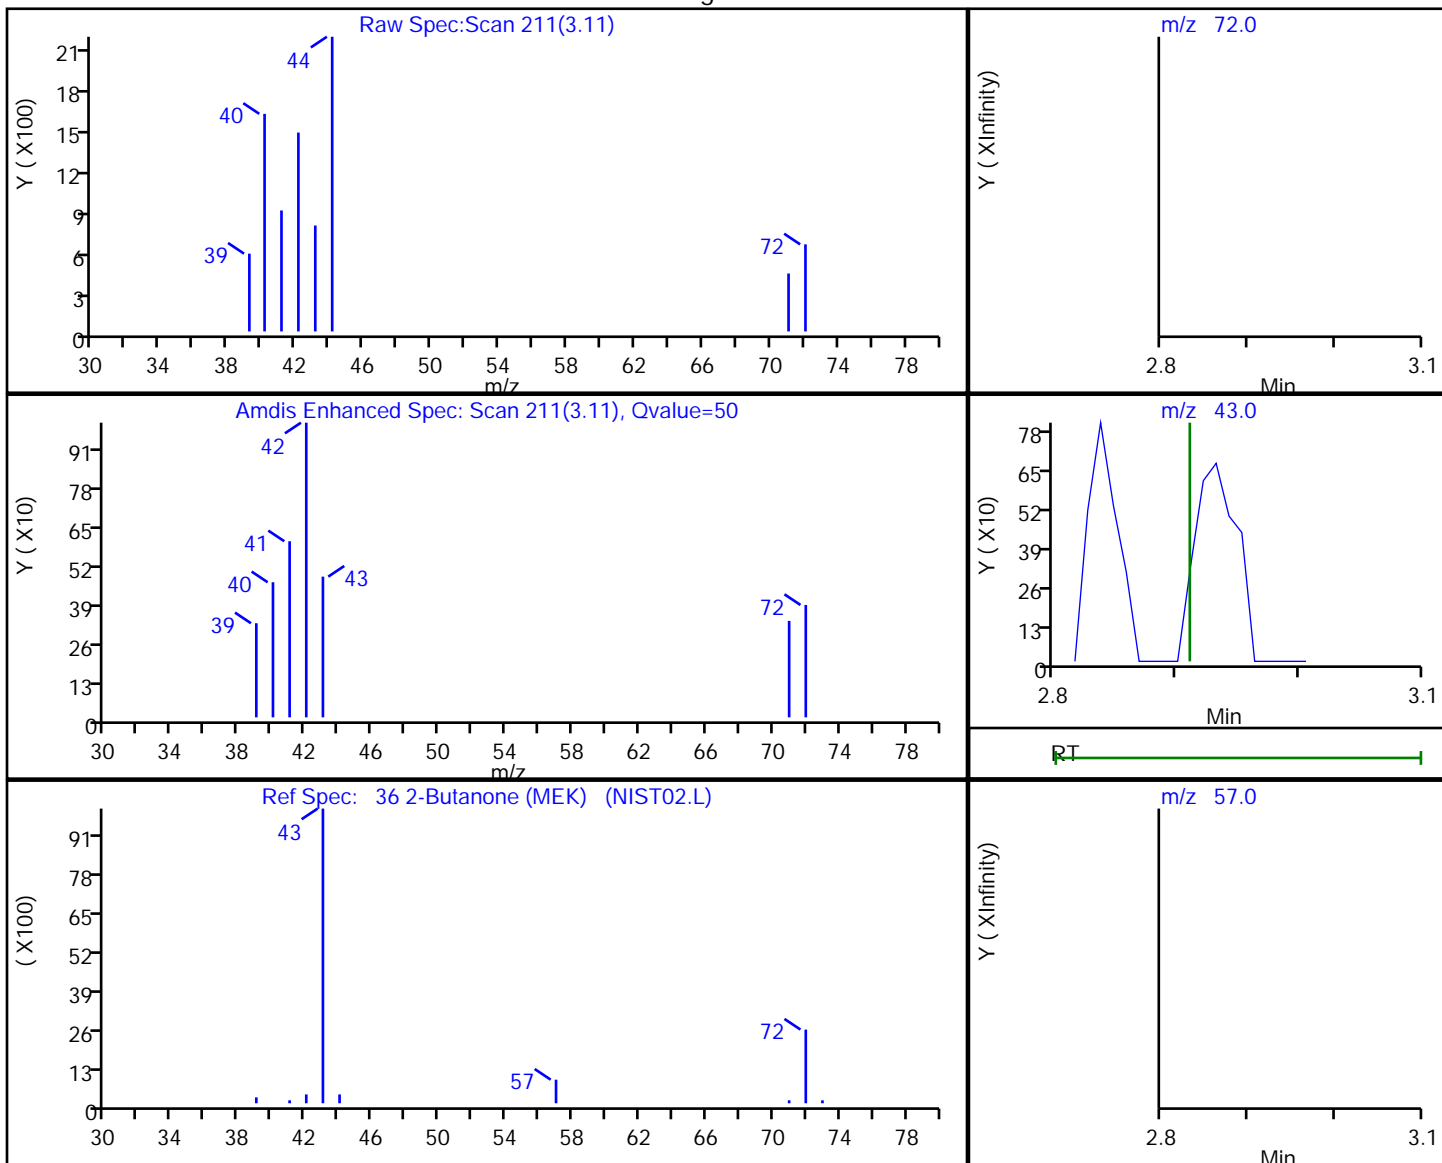 Raw Spec:Scan 211(3.11)
Y ( X100)
21
18
15
12
9
6
3
0
44
40
39
72
30 34 38 42 46 50 54 58 62 66 70 74 78
m/z
m/z 72.0
Y ( XInfinity)
2.8 3.1
Min
Amdis Enhanced Spec: Scan 211(3.11), Qvalue=50
Y ( X10)
91
78
65
52
39
26
13
0
42
41
40
43
39
72
30 34 38 42 46 50 54 58 62 66 70 74 78
m/z
m/z 43.0
Y ( X10)
78
65
52
39
26
13
0
2.8 3.1
Min
RT
Ref Spec: 36 2-Butanone (MEK) (NIST02.L)
( X100)
91
78
65
52
39
26
13
0
43
57
72
30 34 38 42 46 50 54 58 62 66 70 74 78
m/z 57.0
Y ( XInfinity)
2.8 3.1
Min